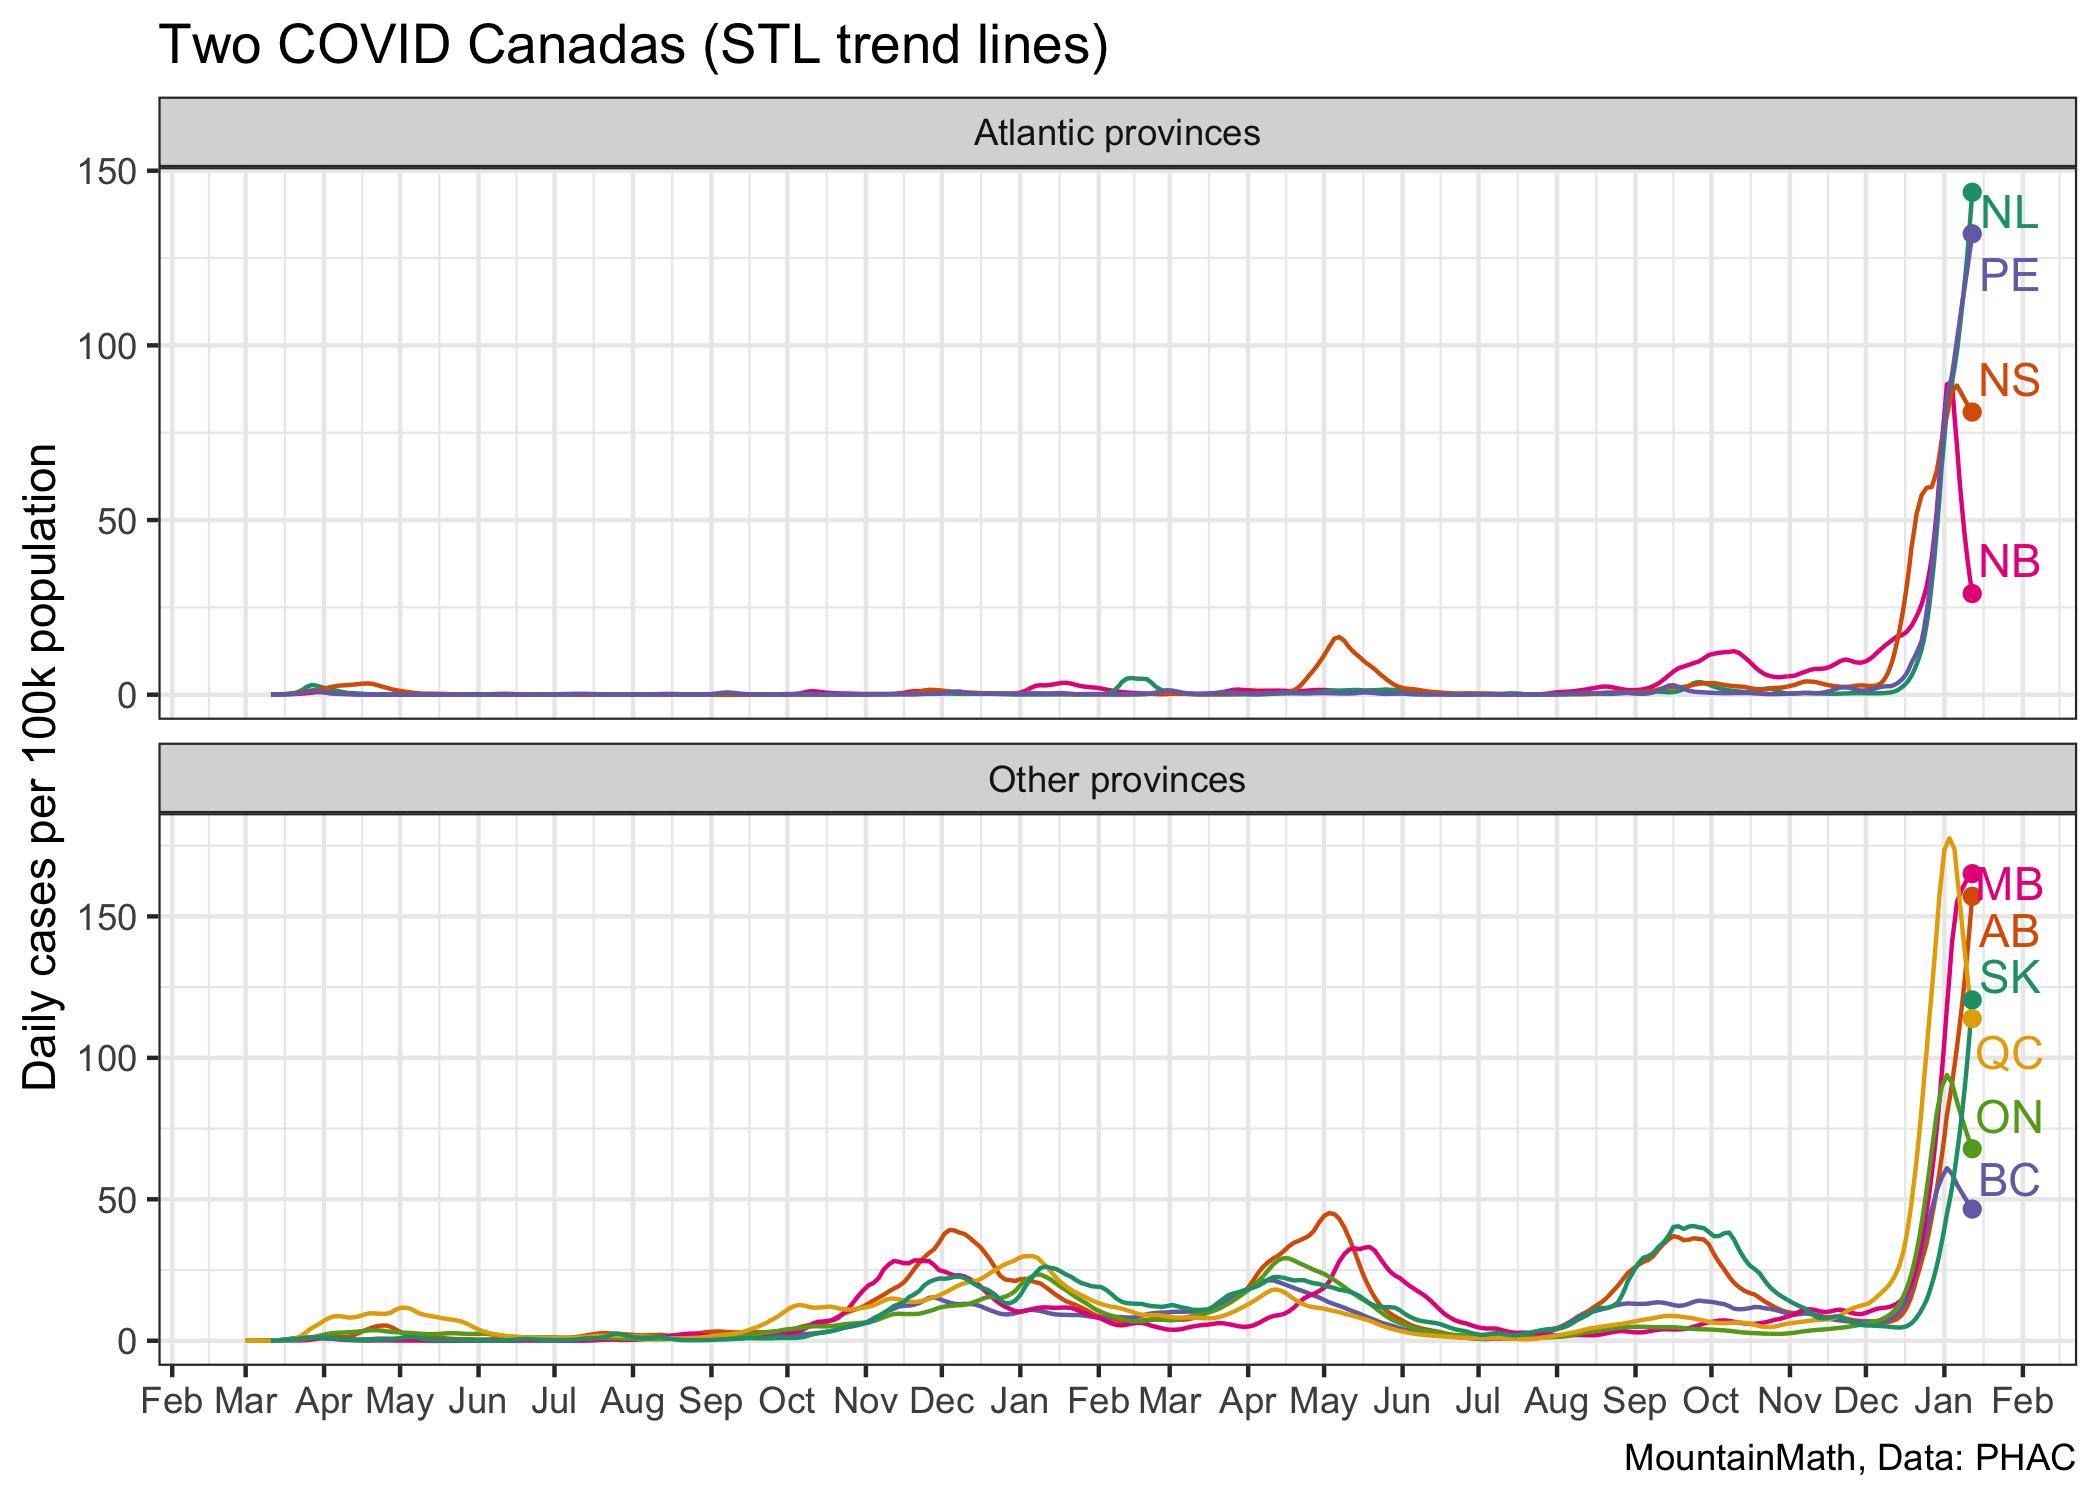 Two COVID Canadas (STL trend lines)
Atlantic provinces
150
100
50
0
NL
PE
NS
NB
Daily cases per 100k population
Other provinces
150
100
50
0
MB
AB
SK
QC
ON
BC
Feb Mar Apr May Jun Jul Aug Sep Oct Nov Dec Jan Feb Mar Apr May Jun Jul Aug Sep Oct Nov Dec Jan Feb
MountainMath, Data: PHAC